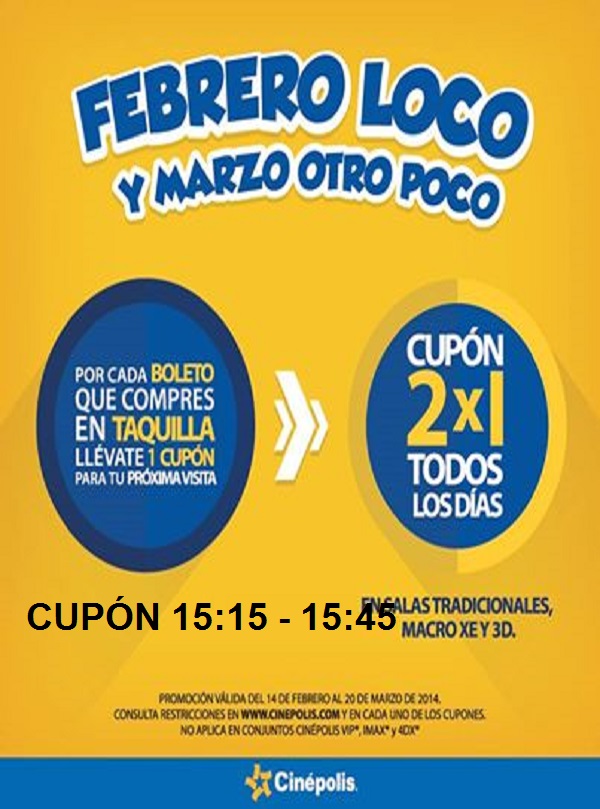 FEBRERO LOCO
Y MARZO OTRO POCO
POR CADA BOLETO
QUE COMPRES
EN TAQUILLA
LLÉVATE 1 CUPÓN
PARA TU PRÓXIMA VISITA
CUPÓN
2x1
TODOS
LOS DÍAS
CUPÓN 15:15 - 15:45
EN SALAS TRADICIONALES,
MACRO XE Y 3D.
PROMOCIÓN VÁLIDA DEL 14 DE FEBRERO AL 20 DE MARZO DE 2014.
CONSULTA RESTRICCIONES EN WWW.CINEPOLIS.COM Y EN CADA UNO DE LOS CUPONES.
NO APLICA EN CONJUNTOS CINÉPOLIS VIP®, IMAX® y 4DX®
Cinépolis.